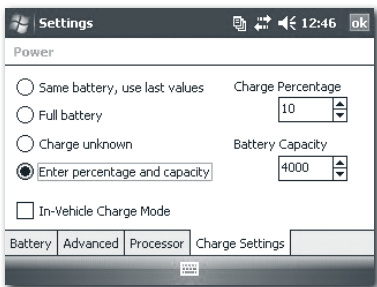 Settings 12:46 ok
Power
Same battery, use last values
Full battery
Charge unknown
Enter percentage and capacity
Charge Percentage
10
Battery Capacity
4000
In-Vehicle Charge Mode
Battery Advanced Processor Charge Settings